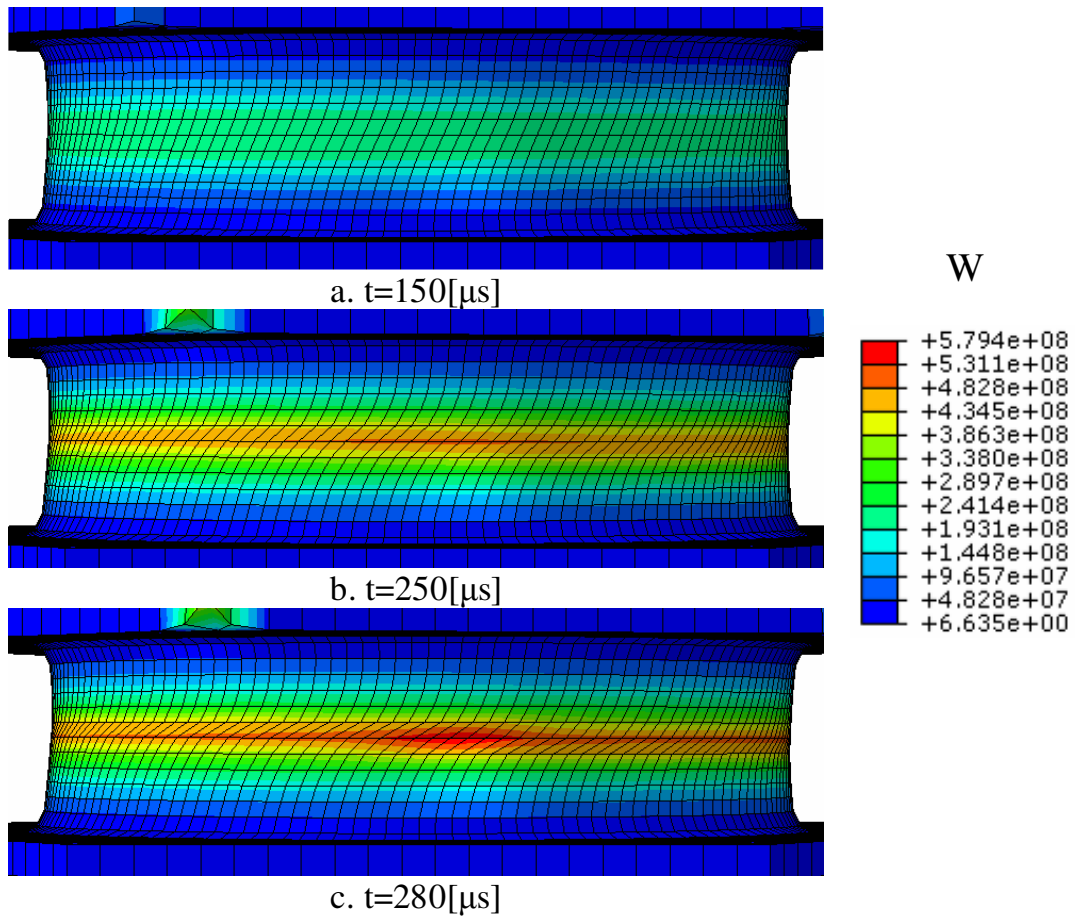 a. t=150[μs]
W
b. t=250[μs]
c. t=280[μs]
+5.794e+08
+5.311e+08
+4.828e+08
+4.345e+08
+3.863e+08
+3.380e+08
+2.897e+08
+2.414e+08
+1.931e+08
+1.448e+08
+9.657e+07
+4.828e+07
+6.635e+00